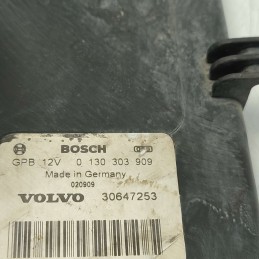 BOSCH
GPB 12V 0 130 303 909
Made in Germany
020909
VOLVO 30647253